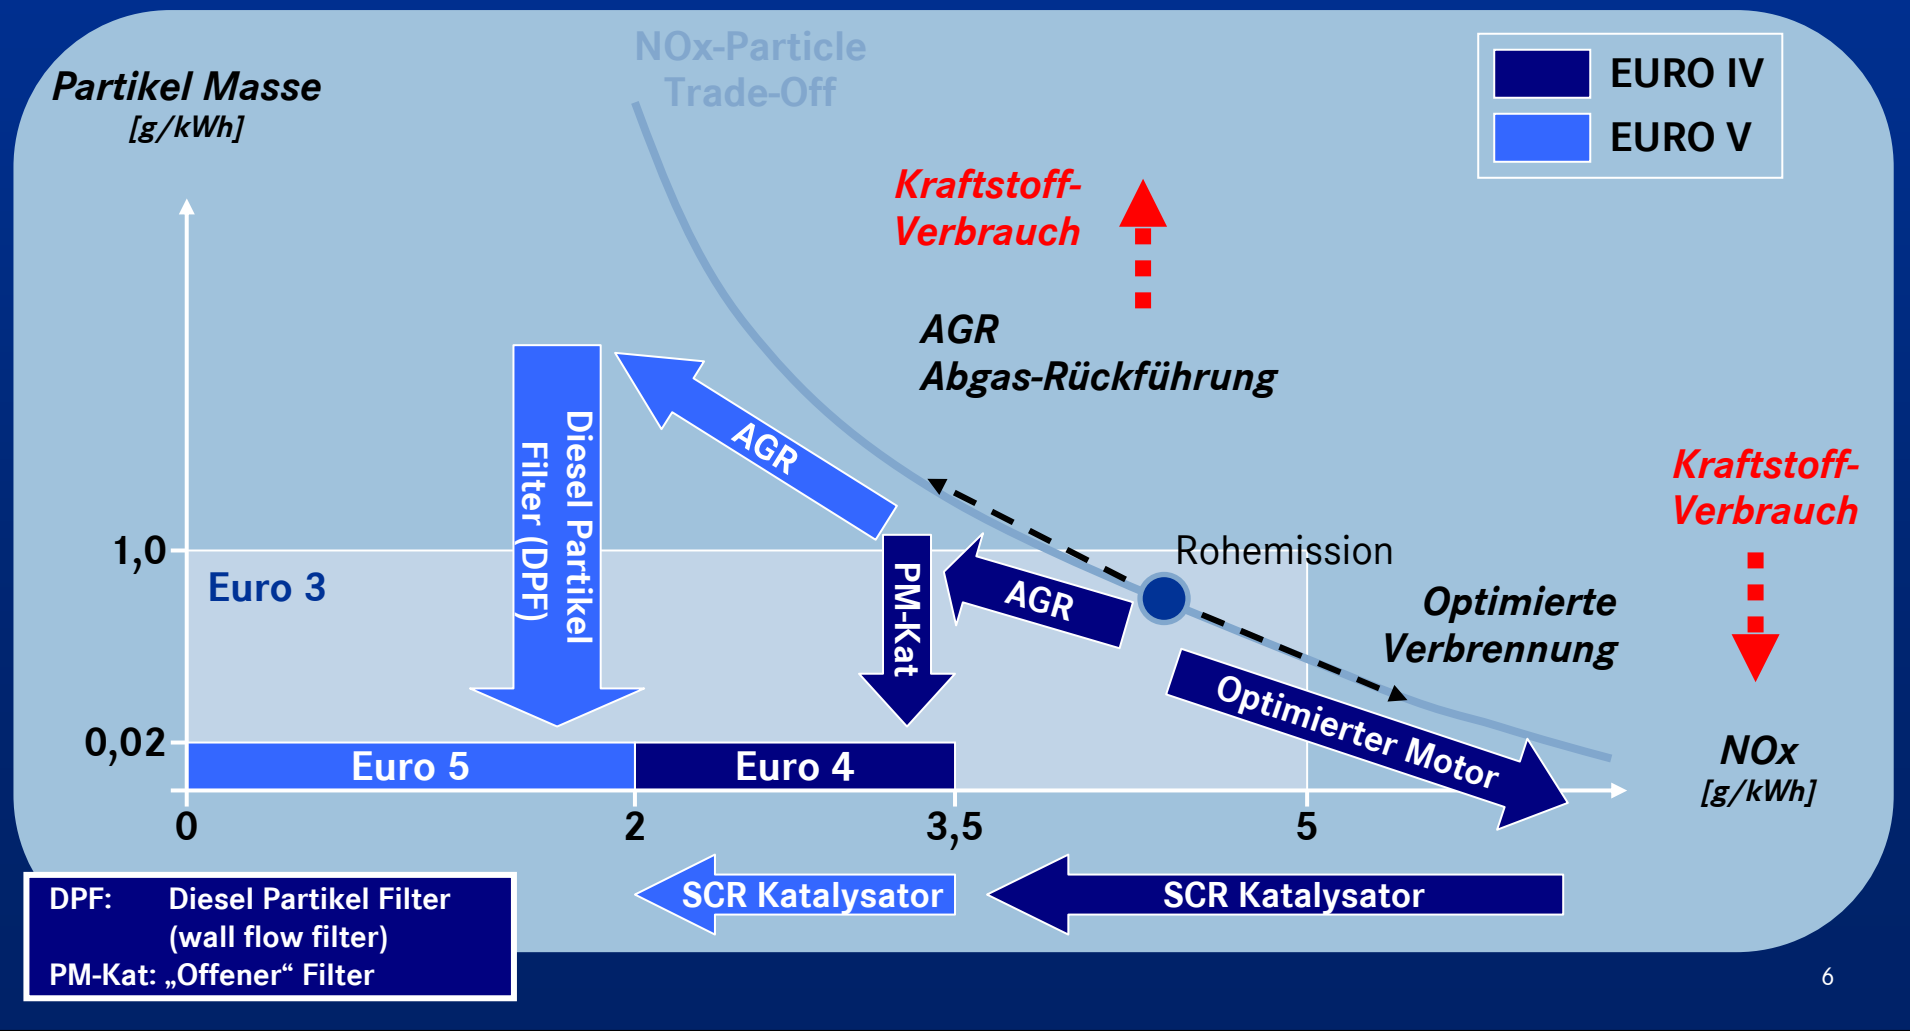 NOx-Particle
Trade-Off
Partikel Masse
[g/kWh]
EURO IV
EURO V
Kraftstoff-
Verbrauch
AGR
Abgas-Rückführung
Kraftstoff-
Verbrauch
AGR
Diesel Partikel
Filter (DPF)
1,0
Euro 3
PM-Kat
AGR
Rohemission
Optimierte
Verbrennung
Optimierter Motor
0,02
Euro 5
Euro 4
NOx
[g/kWh]
0
2
3,5
5
SCR Katalysator
SCR Katalysator
DPF: Diesel Partikel Filter
(wall flow filter)
PM-Kat: „Offener“ Filter
6